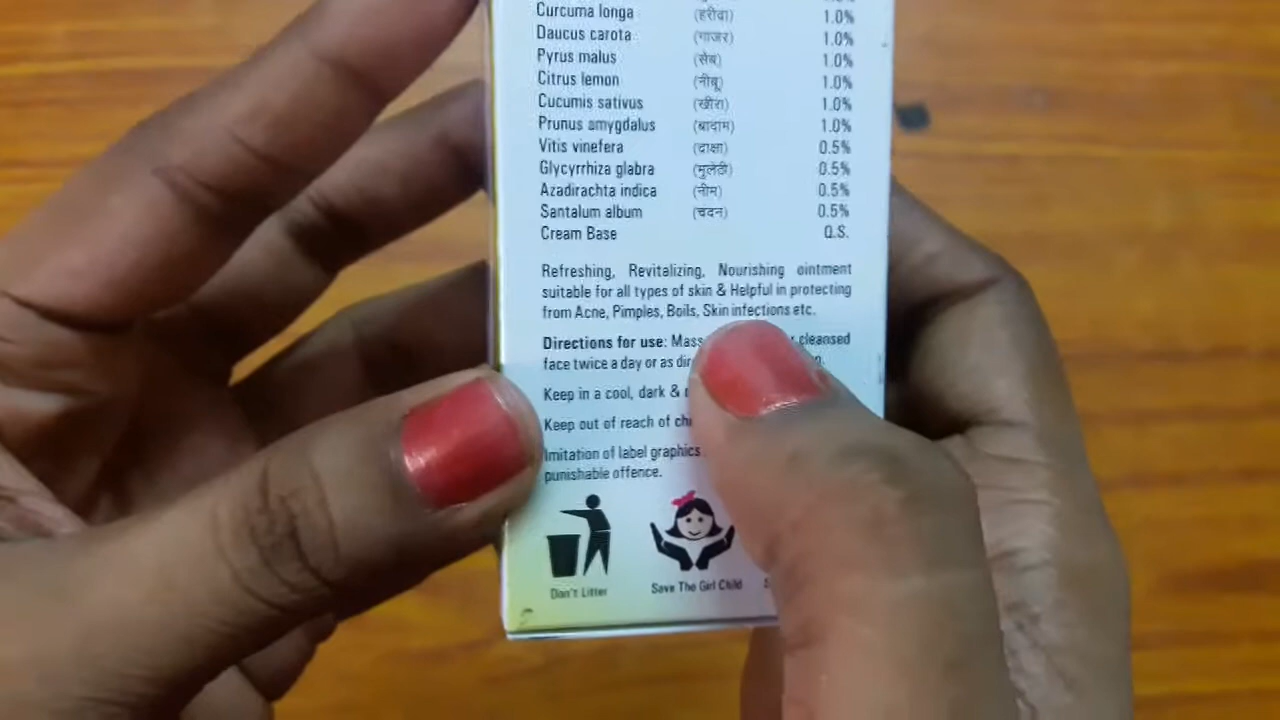 Curcuma longa (हरीवा) 1.0%
Daucus carota (गाजर) 1.0%
Pyrus malus (सेब) 1.0%
Citrus lemon (नीबू) 1.0%
Cucumis sativus (खीरा) 1.0%
Prunus amygdalus (बादाम) 1.0%
Vitis vinefera (द्राक्षा) 0.5%
Glycyrrhiza glabra (मुलेठी) 0.5%
Azadirachta indica (नीम) 0.5%
Santalum album (चंदन) 0.5%
Cream Base Q.S.
Refreshing, Revitalizing, Nourishing ointment
suitable for all types of skin & Helpful in protecting
from Acne, Pimples, Boils, Skin infections etc.
Directions for use: cleansed
face twice a day or as
Keep in a cool, dark &
Keep out of reach of
Imitation of label graphics
punishable offence.
Don't Litter Save The Girl Child